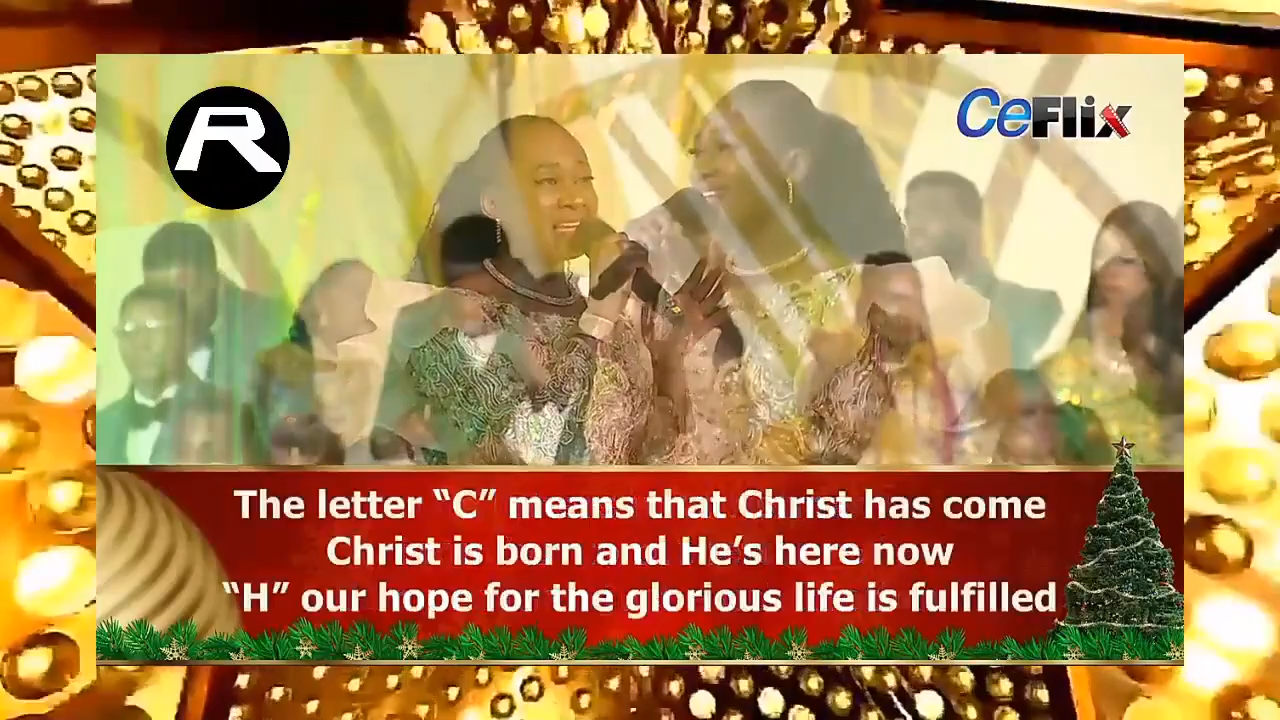 R
CeFlix
The letter “C” means that Christ has come
Christ is born and He’s here now
“H” our hope for the glorious life is fulfilled